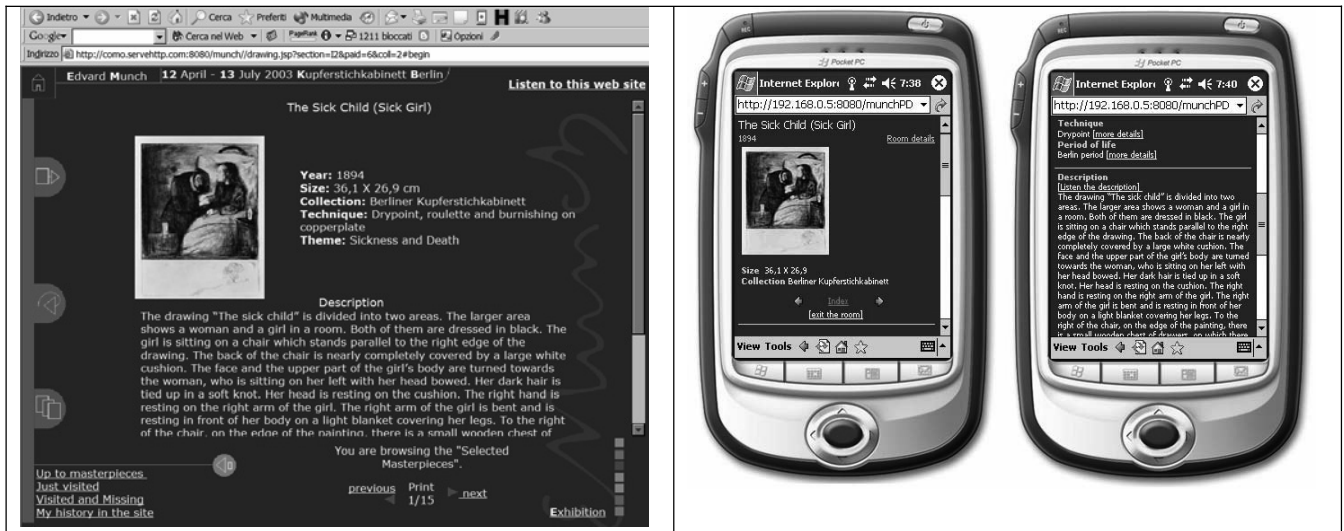 Indietro
Cerca
Preferiti
Multimedia
Google
Cerca nel Web
PageRank
1211 bloccati
Opzioni
Indirizzo
http://como.servehttp.com:8080/munch//drawing.jsp?section=I2&paid=6&coll=2#begin
Edvard Munch
12 April - 13 July 2003 Kupferstichkabinett Berlin
Listen to this web site
The Sick Child (Sick Girl)
Year: 1894
Size: 36,1 X 26,9 cm
Collection: Berliner Kupferstichkabinett
Technique: Drypoint, roulette and burnishing on
copperplate
Theme: Sickness and Death
Description
The drawing “The sick child” is divided into two areas. The larger area
shows a woman and a girl in a room. Both of them are dressed in black. The
girl is sitting on a chair which stands parallel to the right edge of the
drawing. The back of the chair is nearly completely covered by a large white
cushion. The face and the upper part of the girl’s body are turned towards
the woman, who is sitting on her left with her head bowed. Her dark hair is
tied up in a soft knot. Her head is resting on the cushion. The right hand is
resting on the right arm of the girl. The right arm of the girl is bent and is
resting in front of her body on a light blanket covering her legs. To the right
of the chair, on the edge of the painting, there is a small wooden chest of
You are browsing the "Selected
Masterpieces".
Up to masterpieces
Just visited
Visited and Missing
My history in the site
previous
Print
1/15
next
Exhibition
REC
Pocket PC
Internet Explore
7:38
http://192.168.0.5:8080/munchPD
The Sick Child (Sick Girl)
1894
Room details
Size 36,1 X 26,9
Collection Berliner Kupferstichkabinett
Index
[exit the room]
View Tools
REC
Pocket PC
Internet Explore
7:40
http://192.168.0.5:8080/munchPD
Technique
Drypoint [more details]
Period of life
Berlin period [more details]
Description
[Listen the description]
The drawing “The sick child” is divided into two
areas. The larger area shows a woman and a girl in
a room. Both of them are dressed in black. The girl
is sitting on a chair which stands parallel to the right
edge of the drawing. The back of the chair is nearly
completely covered by a large white cushion. The
face and the upper part of the girl’s body are turned
towards the woman, who is sitting on her left with
her head bowed. Her dark hair is tied up in a soft
knot. Her head is resting on the cushion. The right
hand is resting on the right arm of the girl. The right
arm of the girl is bent and is resting in front of her
body on a light blanket covering her legs. To the
right of the chair, on the edge of the painting, there
is a small wooden chest of drawers, on which there
View Tools